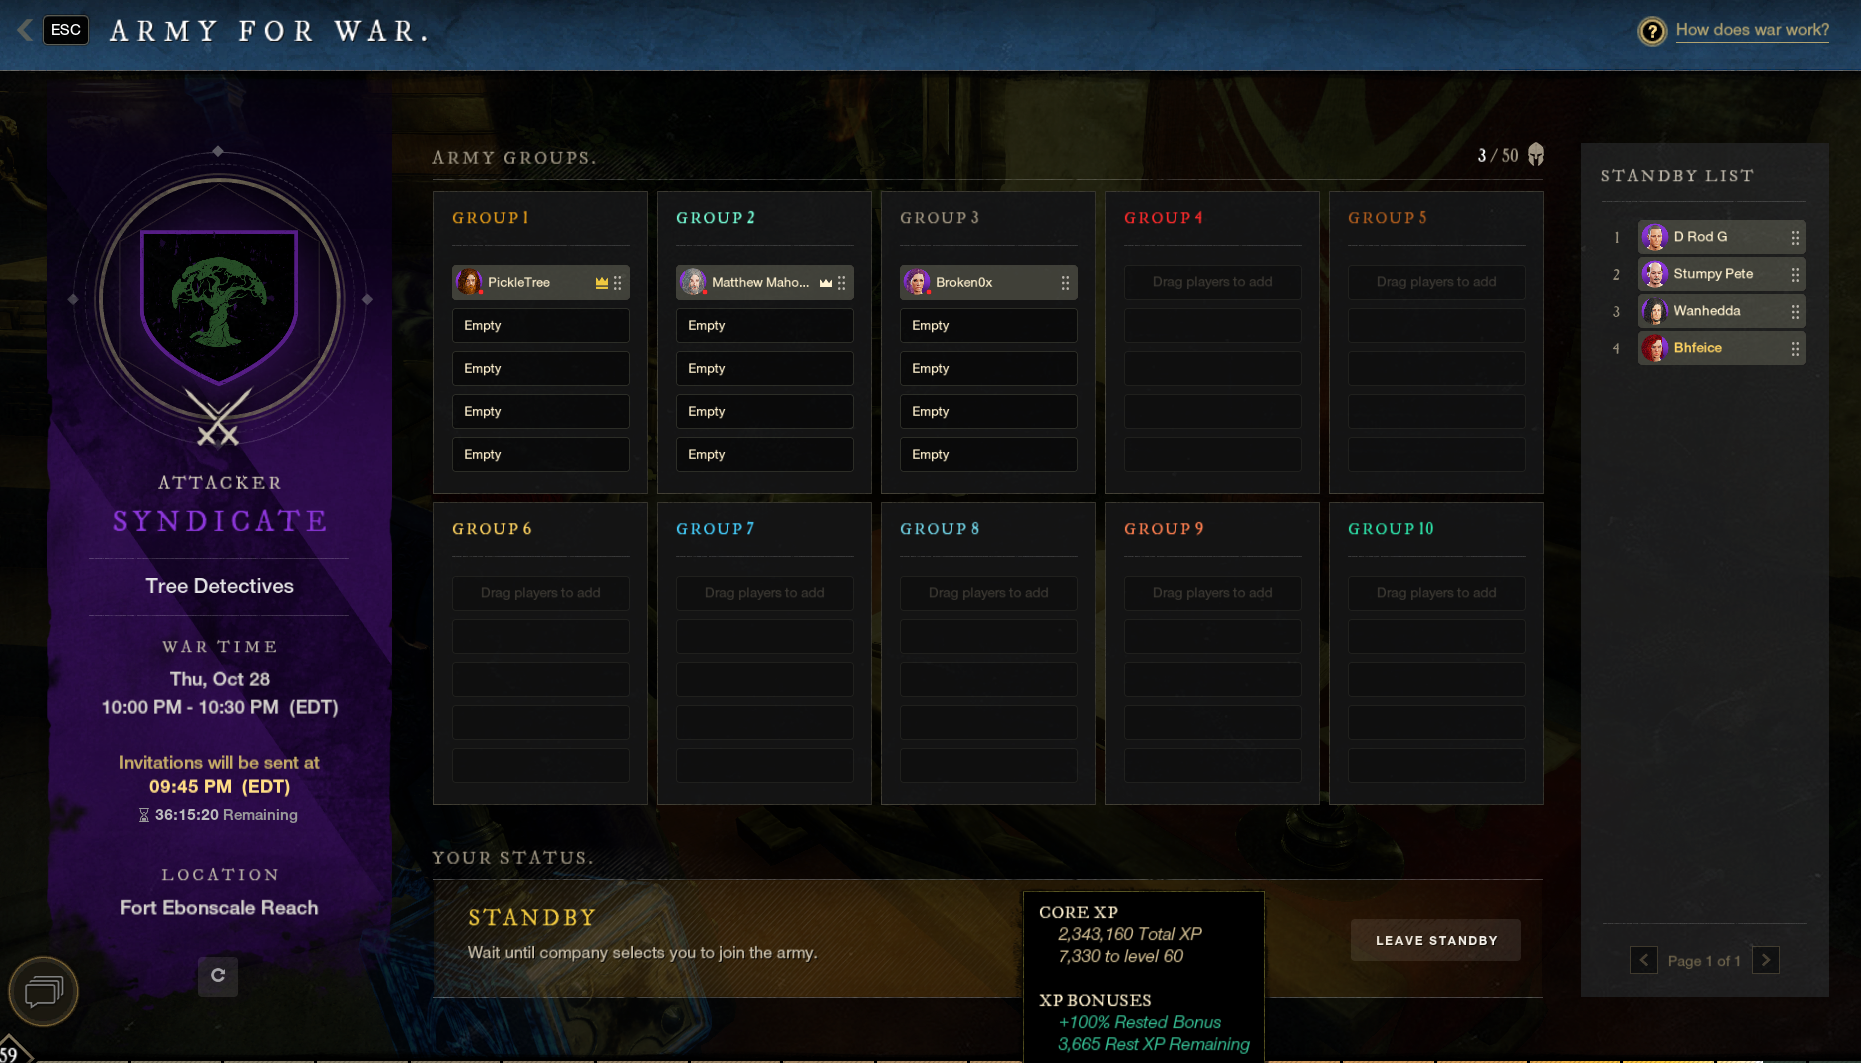 ESC ARMY FOR WAR.
? How does war work?
ARMY GROUPS.
3 / 50
STANDBY LIST
GROUP 1
PickleTree
Empty
Empty
Empty
Empty
GROUP 2
Matthew Maho...
Empty
Empty
Empty
Empty
GROUP 3
Broken0x
Empty
Empty
Empty
Empty
GROUP 4
Drag players to add
GROUP 5
Drag players to add
1 D Rod G
2 Stumpy Pete
3 Wanhedda
4 Bhfeice
ATTACKER
SYNDICATE
Tree Detectives
WAR TIME
Thu, Oct 28
10:00 PM - 10:30 PM (EDT)
Invitations will be sent at
09:45 PM (EDT)
36:15:20 Remaining
LOCATION
Fort Ebonscale Reach
GROUP 6
Drag players to add
GROUP 7
Drag players to add
GROUP 8
Drag players to add
GROUP 9
Drag players to add
GROUP 10
Drag players to add
YOUR STATUS.
STANDBY
Wait until company selects you to join the army.
CORE XP
2,343,160 Total XP
7,330 to level 60
XP BONUSES
+100% Rested Bonus
3,665 Rest XP Remaining
LEAVE STANDBY
Page 1 of 1
59